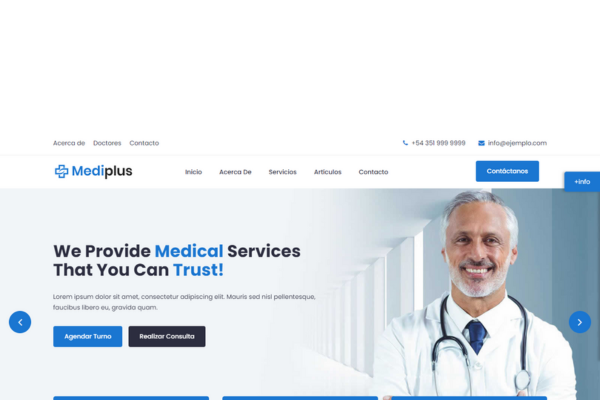 Acerca de Doctores Contacto +54 351 999 9999 info@ejemplo.com
Mediplus Inicio Acerca De Servicios Artículos Contacto Contáctanos
+info
We Provide Medical Services
That You Can Trust!
Lorem ipsum dolor sit amet, consectetur adipiscing elit. Mauris sed nisl pellentesque,
faucibus libero eu, gravida quam.
Agendar Turno Realizar Consulta